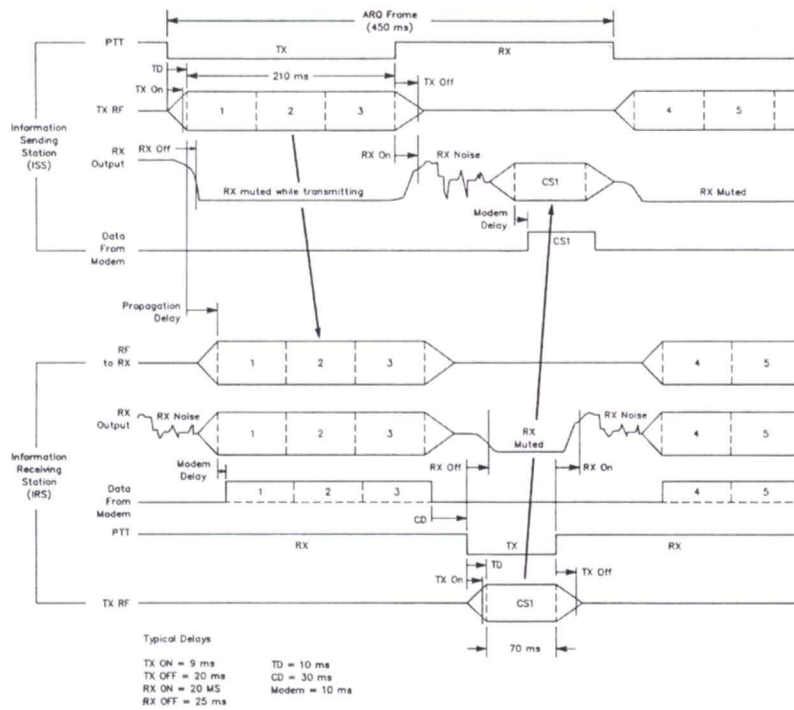 ARQ Frame
(450 ms)
PTT
TX
RX
TD
210 ms
TX Off
TX On
TX RF
1
2
3
4
5
Information
Sending
Station
(ISS)
RX
Output
RX Off
RX On
RX Noise
RX muted while transmitting
CS1
RX Muted
Modem
Delay
Data
From
Modem
CS1
Propagation
Delay
RF
to RX
1
2
3
4
5
RX
Output
RX Noise
1
2
3
RX
Muted
RX Noise
4
5
Information
Receiving
Station
(IRS)
Modem
Delay
RX Off
RX On
Data
From
Modem
1
2
3
4
5
CD
PTT
RX
TX
RX
TD
TX On
TX Off
TX RF
CS1
70 ms
Typical Delays
TX ON = 9 ms
TX OFF = 20 ms
RX ON = 20 MS
RX OFF = 25 ms
TD = 10 ms
CD = 30 ms
Modem = 10 ms